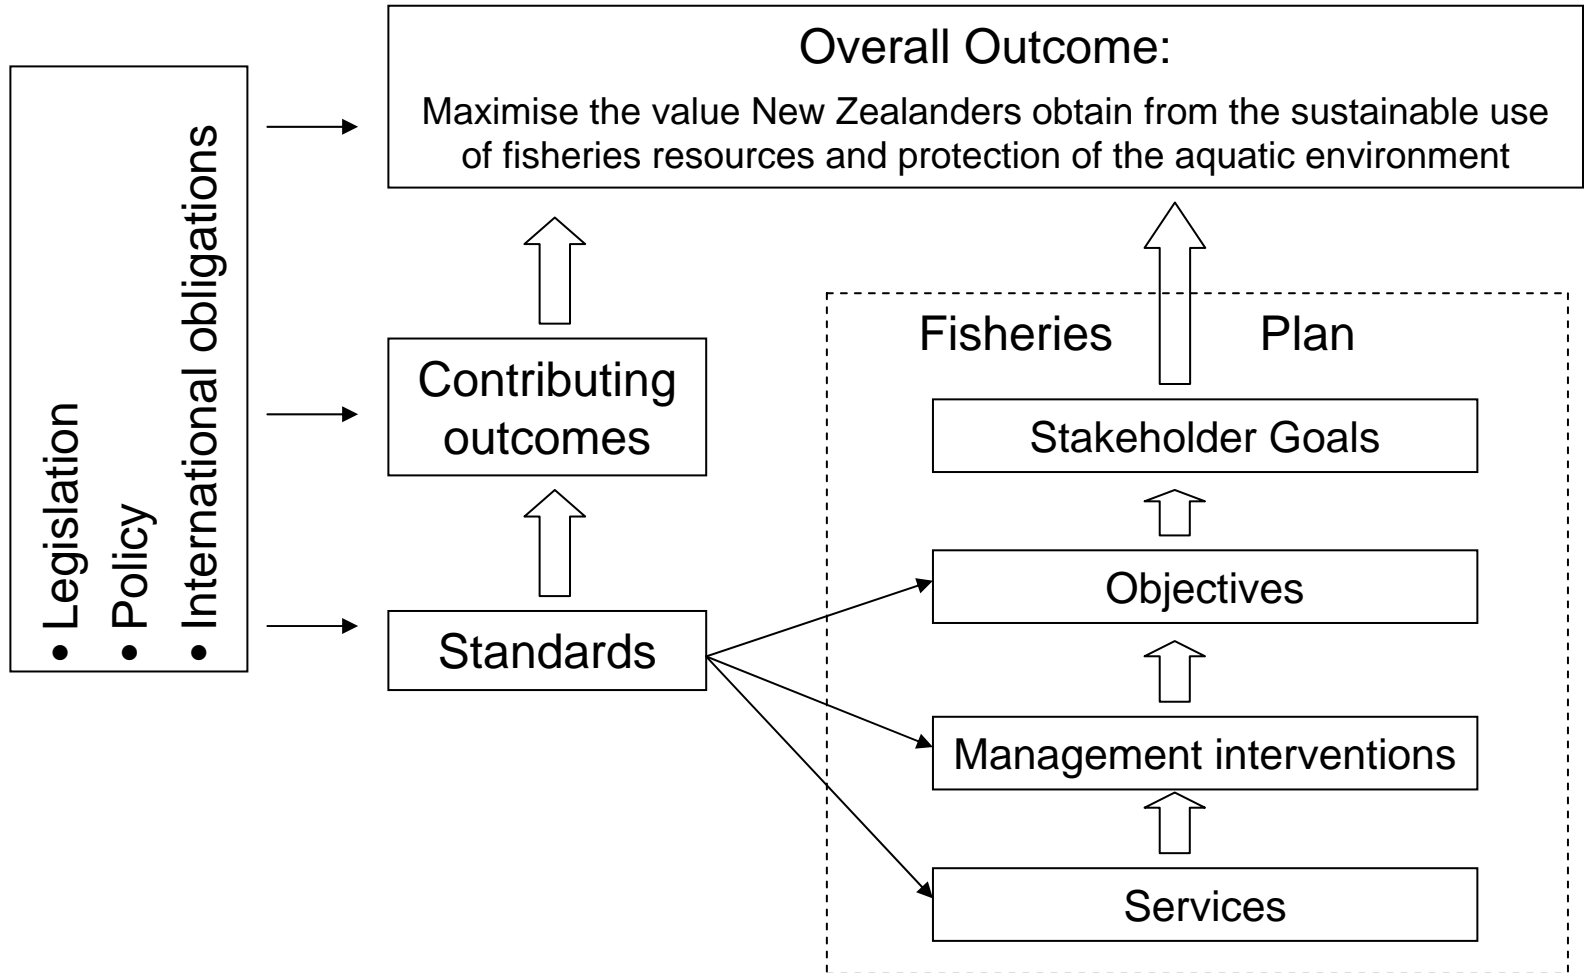 • Legislation
• Policy
• International obligations
Overall Outcome:
Maximise the value New Zealanders obtain from the sustainable use
of fisheries resources and protection of the aquatic environment
Contributing
outcomes
Standards
Fisheries Plan
Stakeholder Goals
Objectives
Management interventions
Services